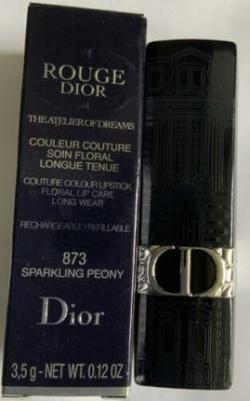 ROUGE
DIOR
THE ATELIER OF DREAMS
COULEUR COUTURE
SOIN FLORAL
LONGUE TENUE
COUTURE COLOUR LIPSTICK
FLORAL LIP CARE
LONG WEAR
RECHARGEABLE/REFILLABLE
873
SPARKLING PEONY
Dior
3,5 g - NET WT. 0.12 OZ
CD